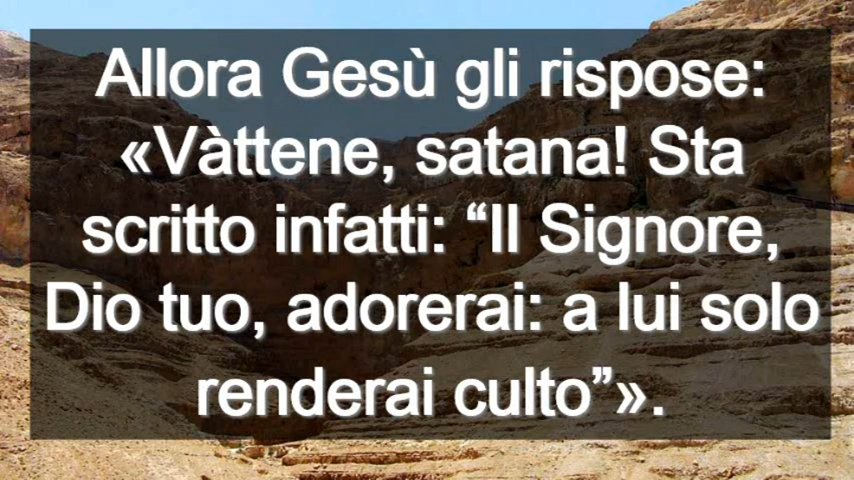 Allora Gesù gli rispose:
«Vàttene, satana! Sta
scritto infatti: “Il Signore,
Dio tuo, adorerai: a lui solo
renderai culto”».